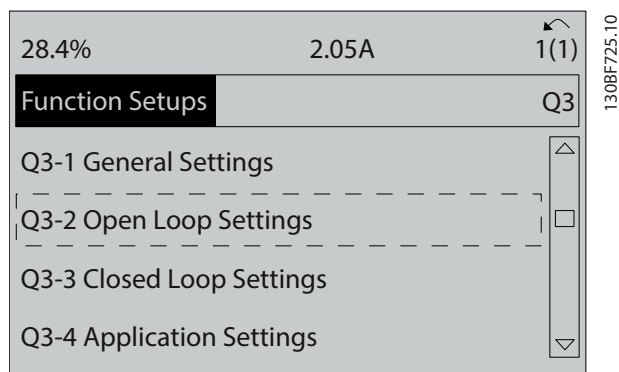 28.4% 2.05A 1(1)
Function Setups Q3
Q3-1 General Settings
Q3-2 Open Loop Settings
Q3-3 Closed Loop Settings
Q3-4 Application Settings
130BF725.10